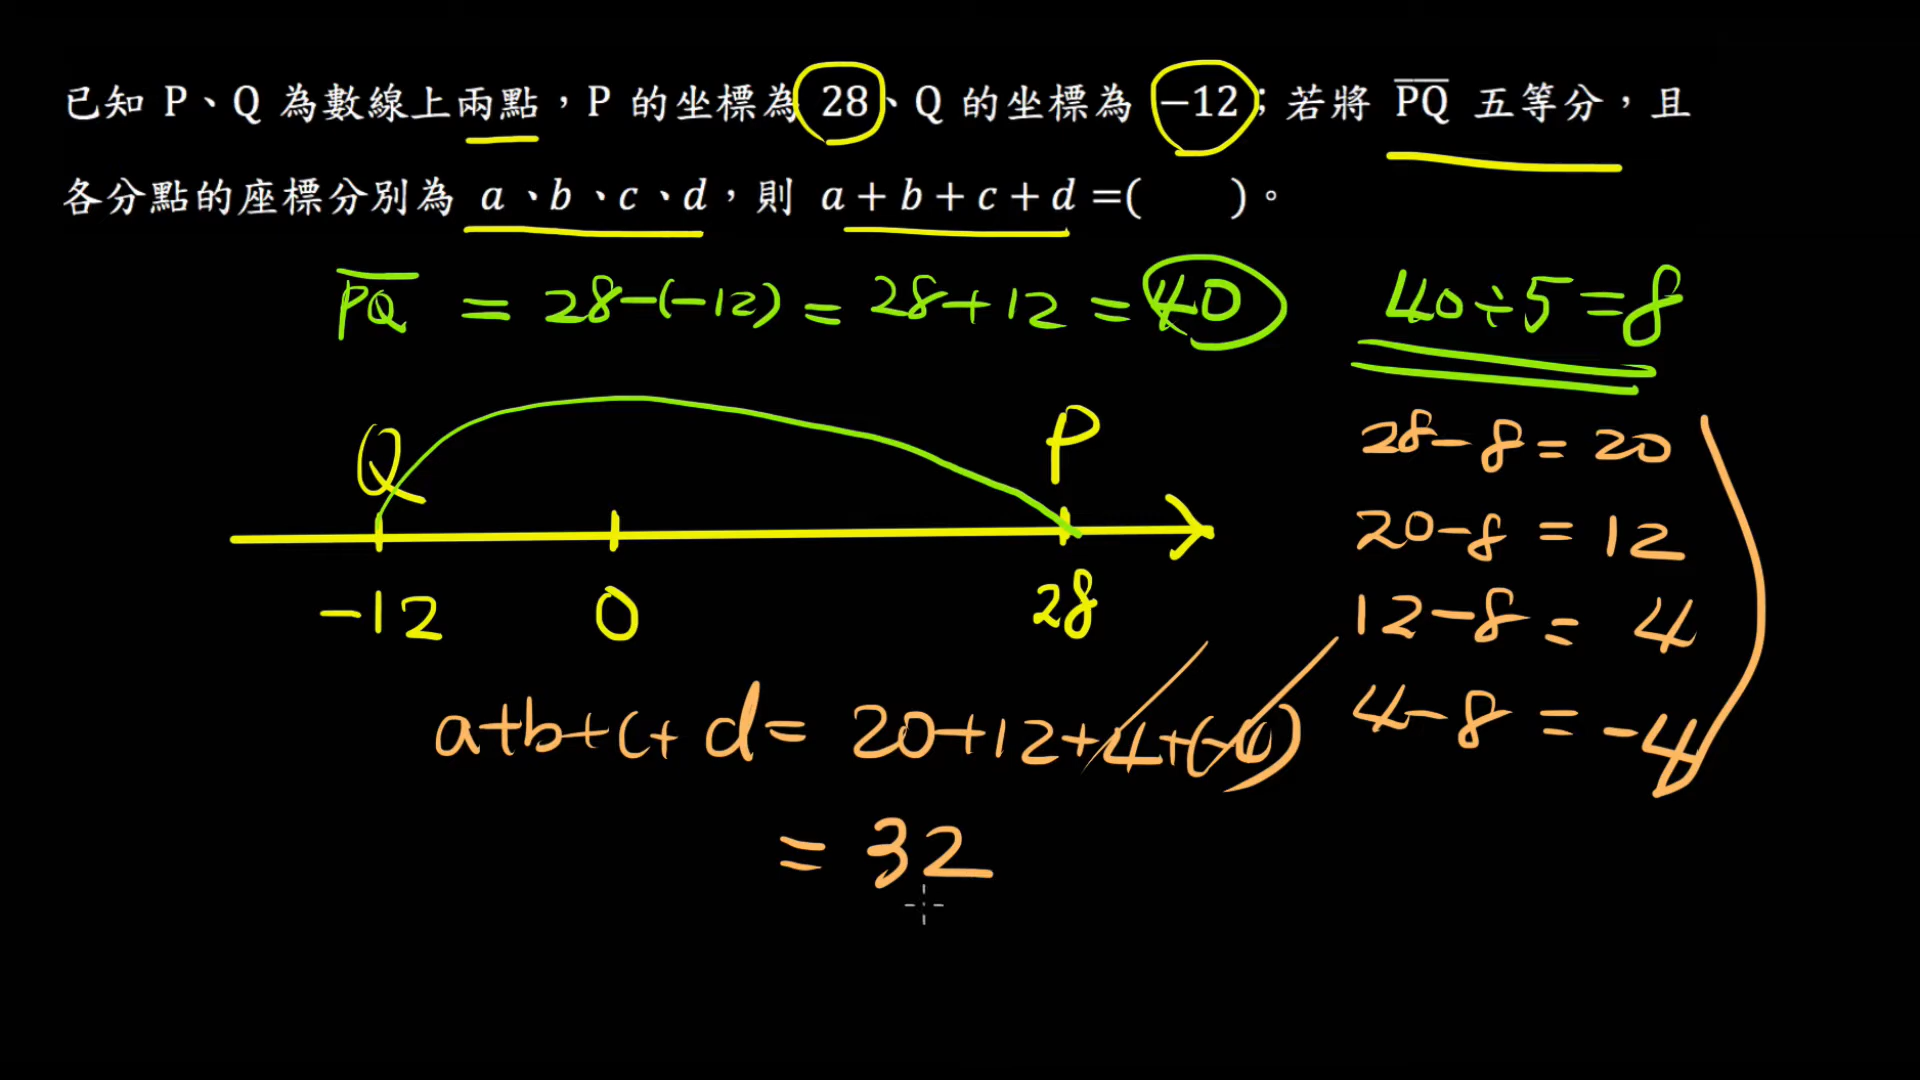 已知 P、Q 為數線上兩點，P 的坐標為 28、Q 的坐標為 −12；若將 P̅Q̅ 五等分，且
各分點的座標分別為 a、b、c、d，則 a + b + c + d =(  )。
P̅Q̅ = 28-(-12) = 28+12 = 40
40÷5=8
28-8=20
20-8=12
12-8=4
4-8=-4
Q P
-12 0 28
a+b+c+d= 20+12+4+(-4)
= 32